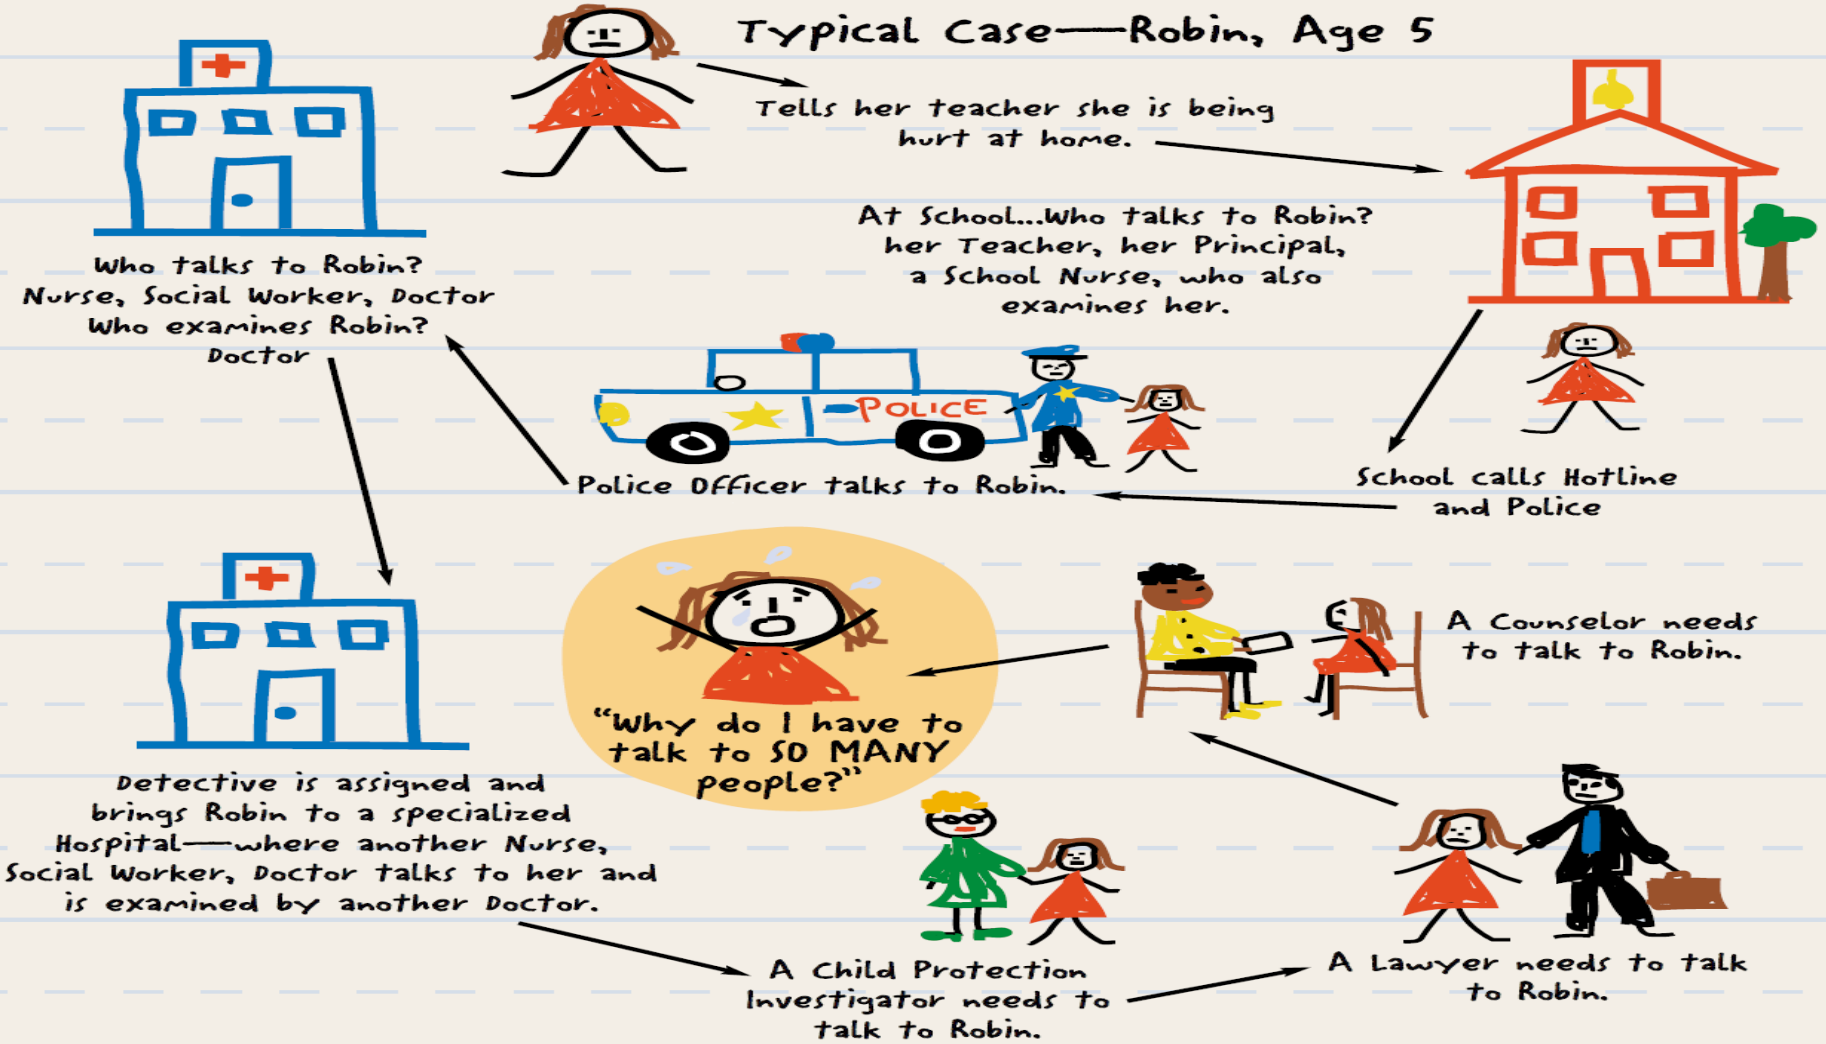 Typical Case—Robin, Age 5
Tells her teacher she is being
hurt at home.
At School...Who talks to Robin?
her Teacher, her Principal,
a School Nurse, who also
examines her.
School calls Hotline
and Police
POLICE
Police Officer talks to Robin.
Who talks to Robin?
Nurse, Social Worker, Doctor
Who examines Robin?
Doctor
Detective is assigned and
brings Robin to a specialized
Hospital—where another Nurse,
Social Worker, Doctor talks to her and
is examined by another Doctor.
A Child Protection
Investigator needs to
talk to Robin.
A Lawyer needs to talk
to Robin.
A Counselor needs
to talk to Robin.
“Why do I have to
talk to SO MANY
people?”